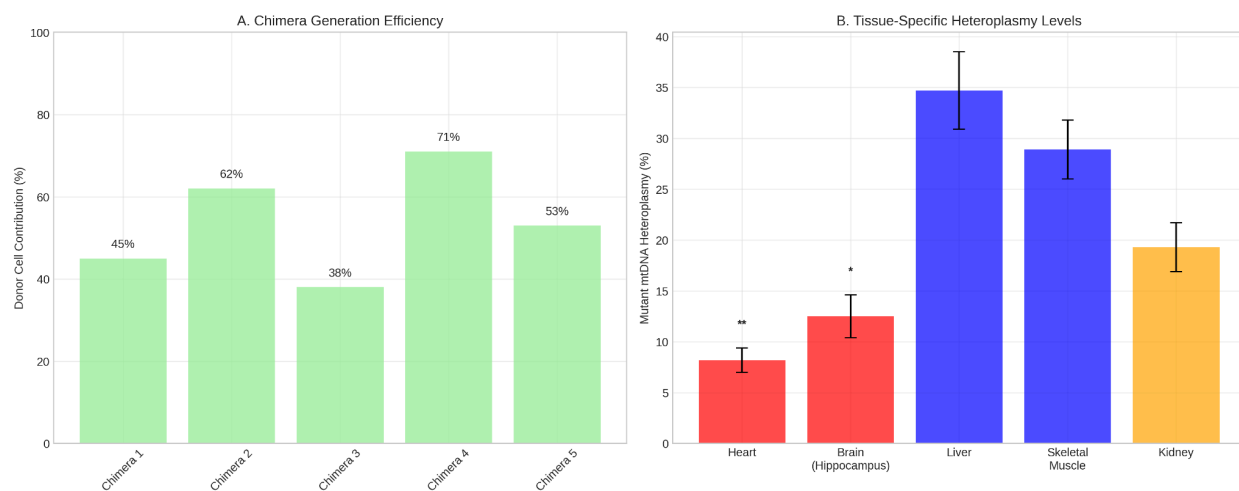 A. Chimera Generation Efficiency
Donor Cell Contribution (%)
100
80
60
40
20
0
45%
62%
38%
71%
53%
Chimera 1
Chimera 2
Chimera 3
Chimera 4
Chimera 5
B. Tissue-Specific Heteroplasmy Levels
Mutant mtDNA Heteroplasmy (%)
40
35
30
25
20
15
10
5
0
**
*
Heart
Brain
(Hippocampus)
Liver
Skeletal
Muscle
Kidney